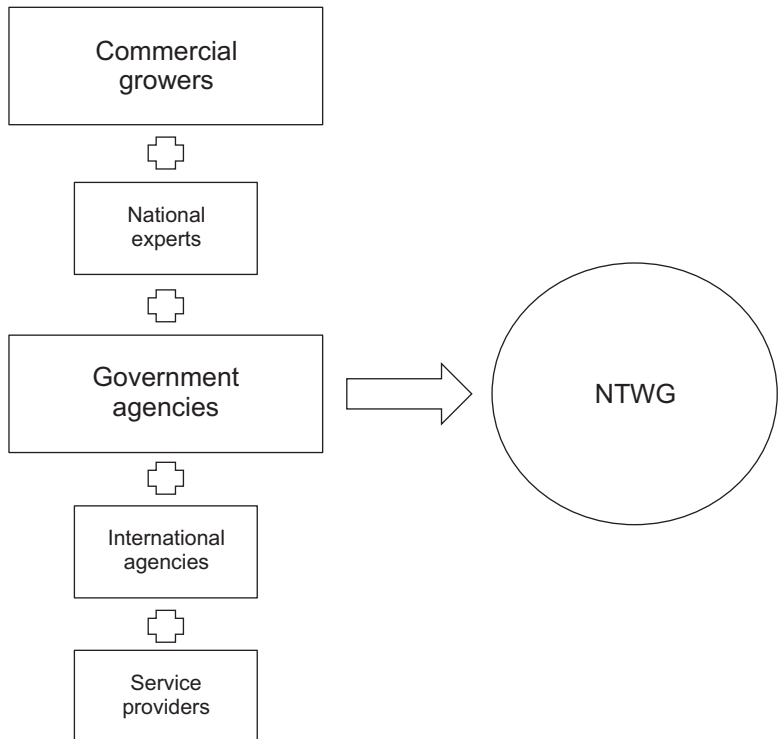 Commercial
growers
National
experts
Government
agencies
NTWG
International
agencies
Service
providers